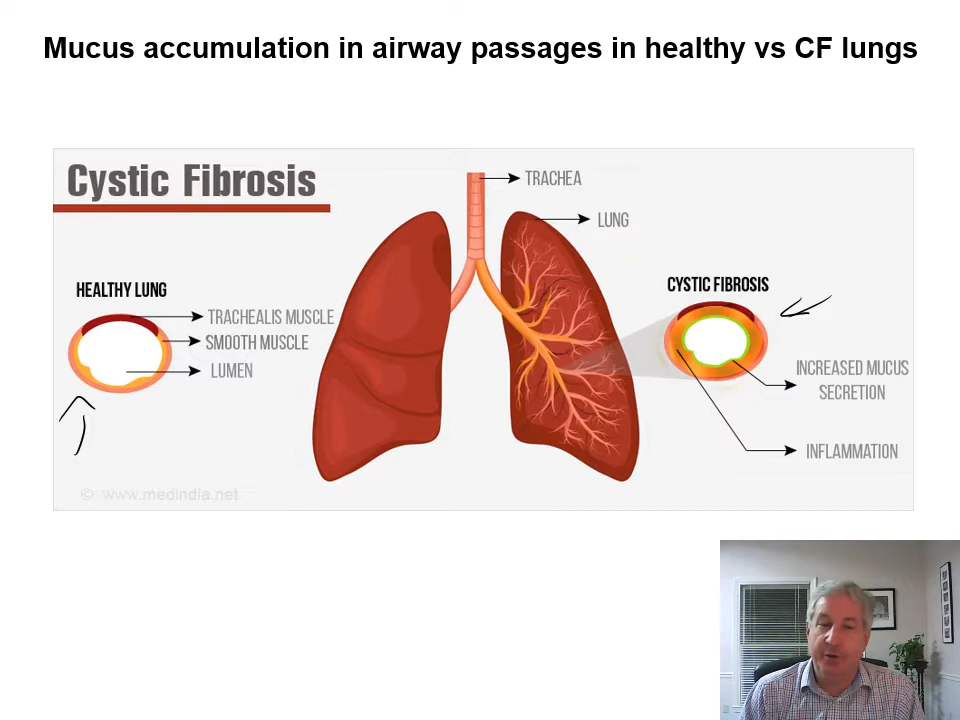 Mucus accumulation in airway passages in healthy vs CF lungs
Cystic Fibrosis
TRACHEA
LUNG
HEALTHY LUNG
TRACHEALIS MUSCLE
SMOOTH MUSCLE
LUMEN
CYSTIC FIBROSIS
INCREASED MUCUS
SECRETION
INFLAMMATION
© www.medindia.net